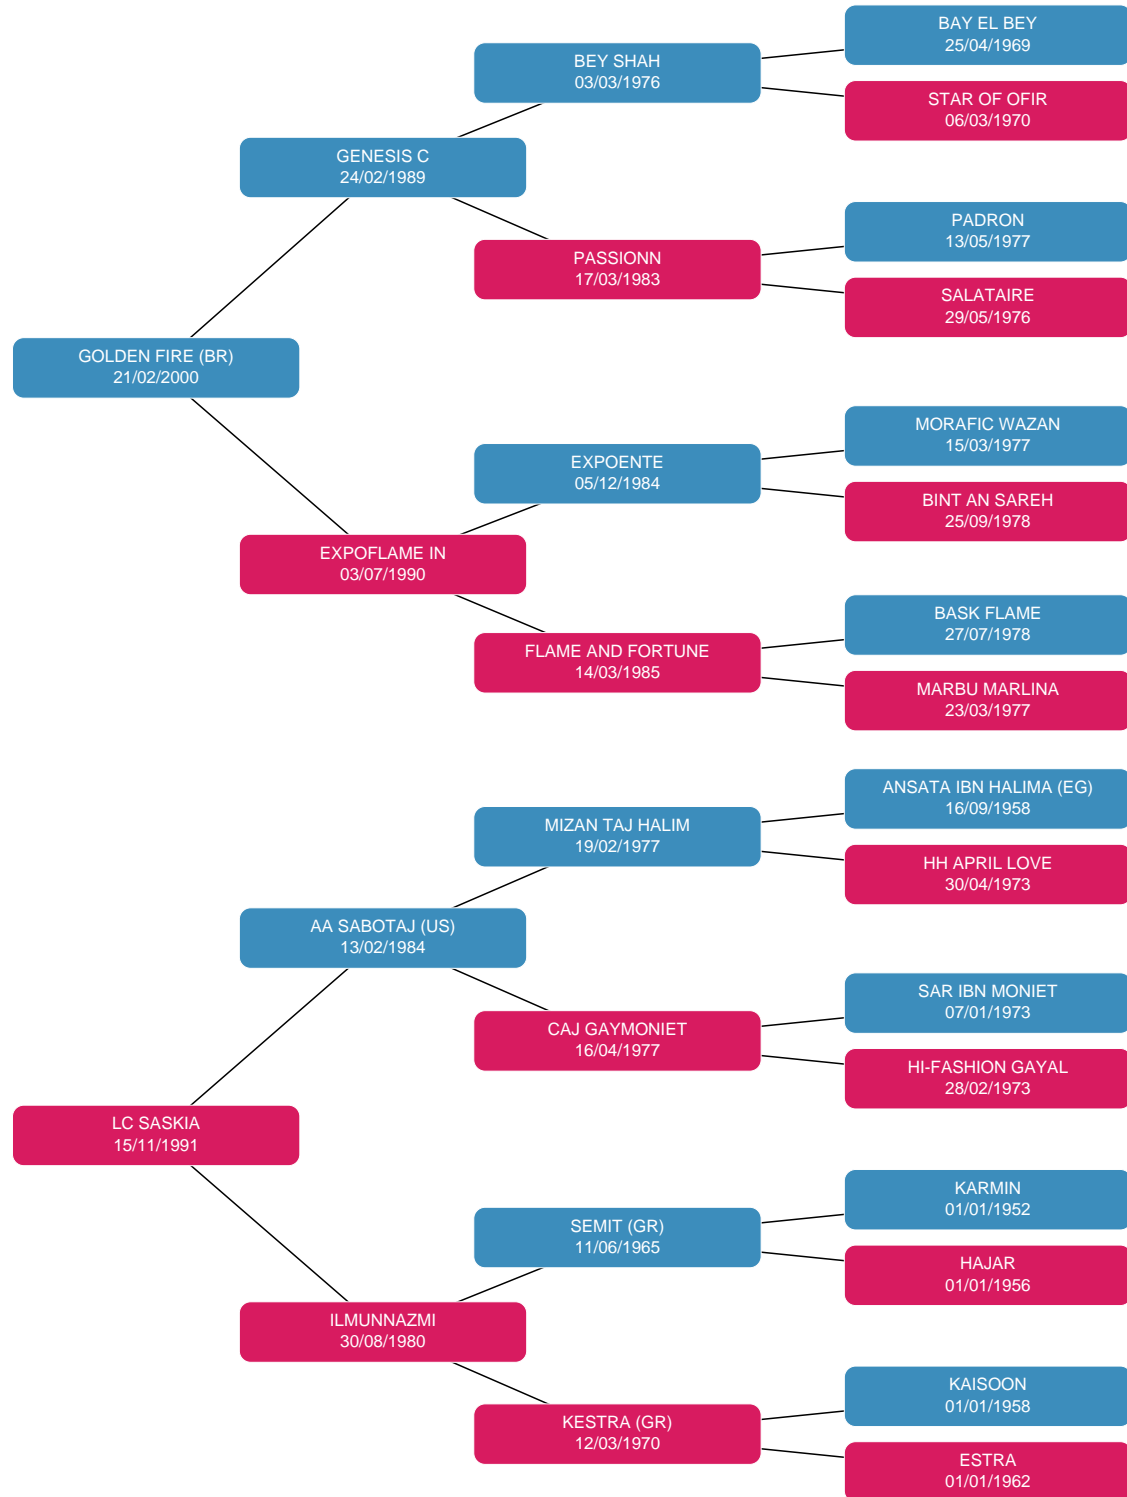 BAY EL BEY
25/04/1969
BEY SHAH
03/03/1976
STAR OF OFIR
06/03/1970
GENESIS C
24/02/1989
PADRON
13/05/1977
PASSIONN
17/03/1983
SALATAIRE
29/05/1976
GOLDEN FIRE (BR)
21/02/2000
MORAFIC WAZAN
15/03/1977
EXPOENTE
05/12/1984
BINT AN SAREH
25/09/1978
EXPOFLAME IN
03/07/1990
BASK FLAME
27/07/1978
FLAME AND FORTUNE
14/03/1985
MARBU MARLINA
23/03/1977
ANSATA IBN HALIMA (EG)
16/09/1958
MIZAN TAJ HALIM
19/02/1977
HH APRIL LOVE
30/04/1973
AA SABOTAJ (US)
13/02/1984
SAR IBN MONIET
07/01/1973
CAJ GAYMONIET
16/04/1977
HI-FASHION GAYAL
28/02/1973
LC SASKIA
15/11/1991
KARMIN
01/01/1952
SEMIT (GR)
11/06/1965
HAJAR
01/01/1956
ILMUNNAZMI
30/08/1980
KAISOON
01/01/1958
KESTRA (GR)
12/03/1970
ESTRA
01/01/1962